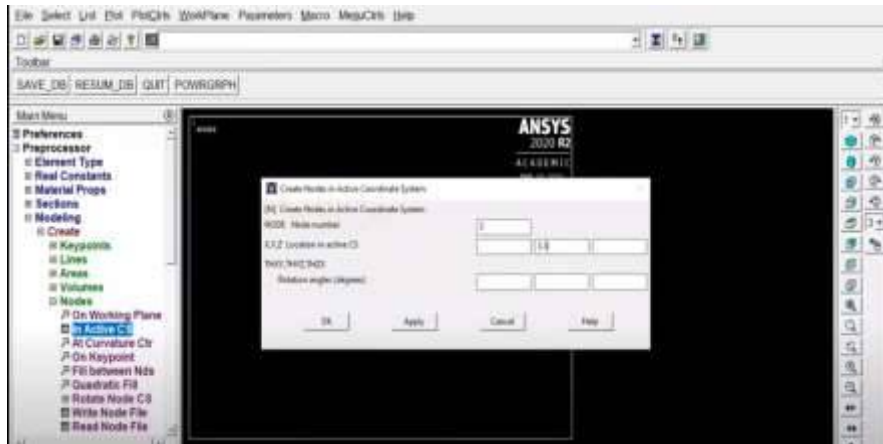 File Select List Plot PlotCtrls WorkPlane Parameters Macro MenuCtrls Help
Toolbar
SAVE_DB RESUM_DB QUIT POWRGRPH
Main Menu
Preferences
Preprocessor
Element Type
Real Constants
Material Props
Sections
Modeling
Create
Keypoints
Lines
Areas
Volumes
Nodes
On Working Plane
In Active CS
At Curvature Ctr
On Keypoint
Fill between Nds
Quadratic Fill
Rotate Node CS
Write Node File
Read Node File
1
NODES
ANSYS
2020 R2
ACADEMIC
Create Nodes in Active Coordinate System
[N] Create Nodes in Active Coordinate System
NODE Node number
X,Y,Z Location in active CS
THXY,THYZ,THZX
Rotation angles (degrees)
OK Apply Cancel Help